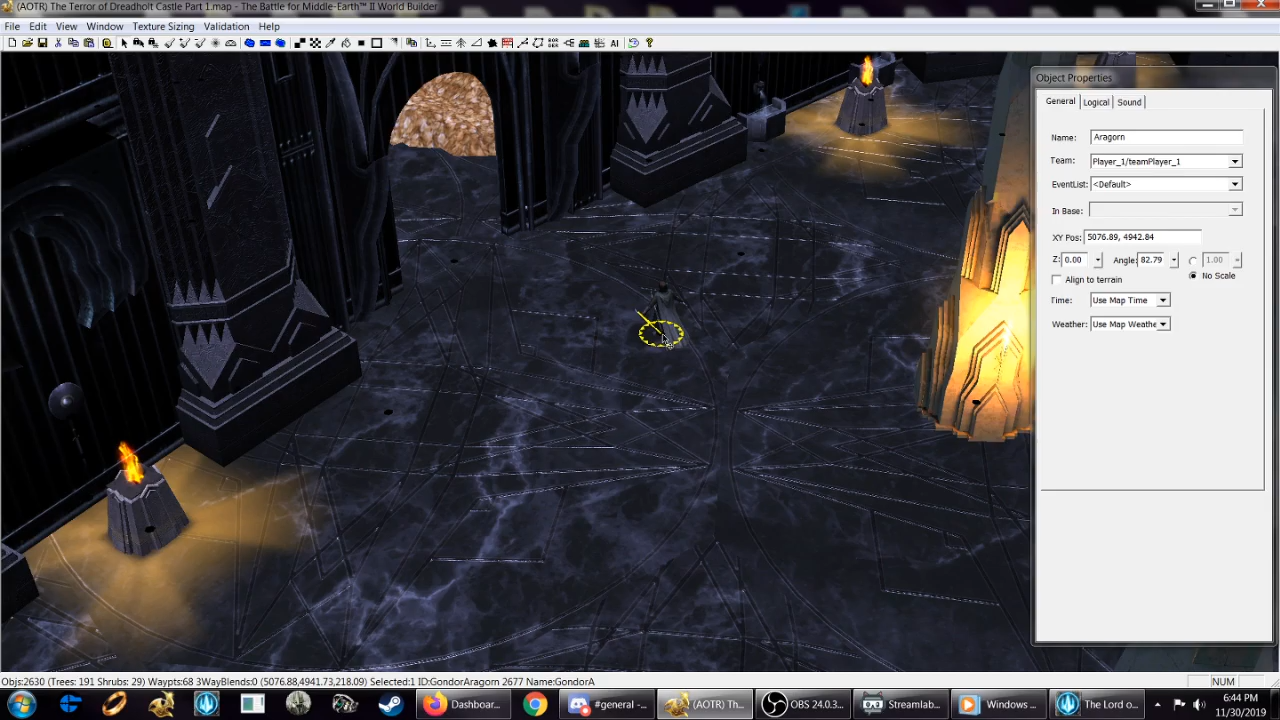 (AOTR) The Terror of Dreadholt Castle Part 1.map - The Battle for Middle-Earth™ II World Builder
File Edit View Window Texture Sizing Validation Help
AI
Object Properties
General Logical Sound
Name: Aragorn
Team: Player_1/teamPlayer_1
EventList: <Default>
In Base:
XY Pos: 5076.89, 4942.84
Z: 0.00 Angle: 82.79 1.00
No Scale
Align to terrain
Time: Use Map Time
Weather: Use Map Weathe
Objs:2630 (Trees: 191 Shrubs: 29) Waypts:68 3WayBlends:0 (5076.88,4941.73,218.09) Selected:1 ID:GondorAragorn 2677 Name:GondorA
NUM
Dashboar... #general -... (AOTR) Th... OBS 24.0.3... Streamlab... Windows ... The Lord o...
6:44 PM
11/30/2019